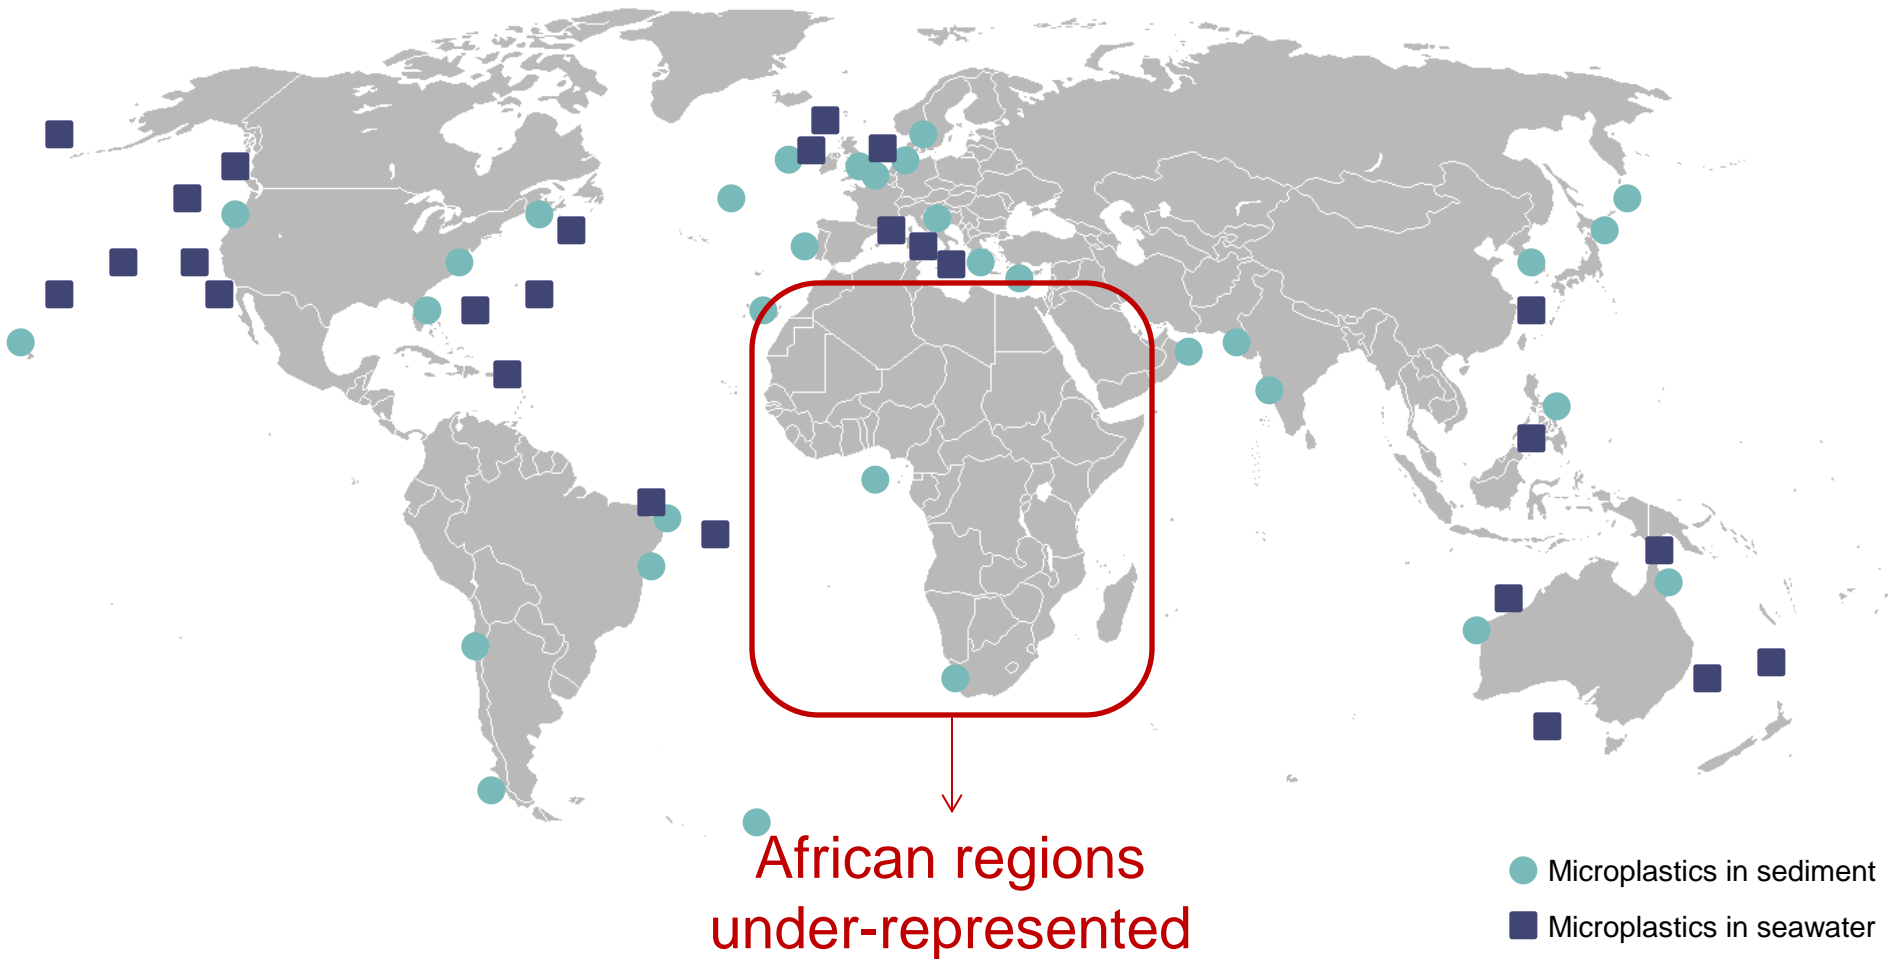 African regions
under-represented
Microplastics in sediment
Microplastics in seawater